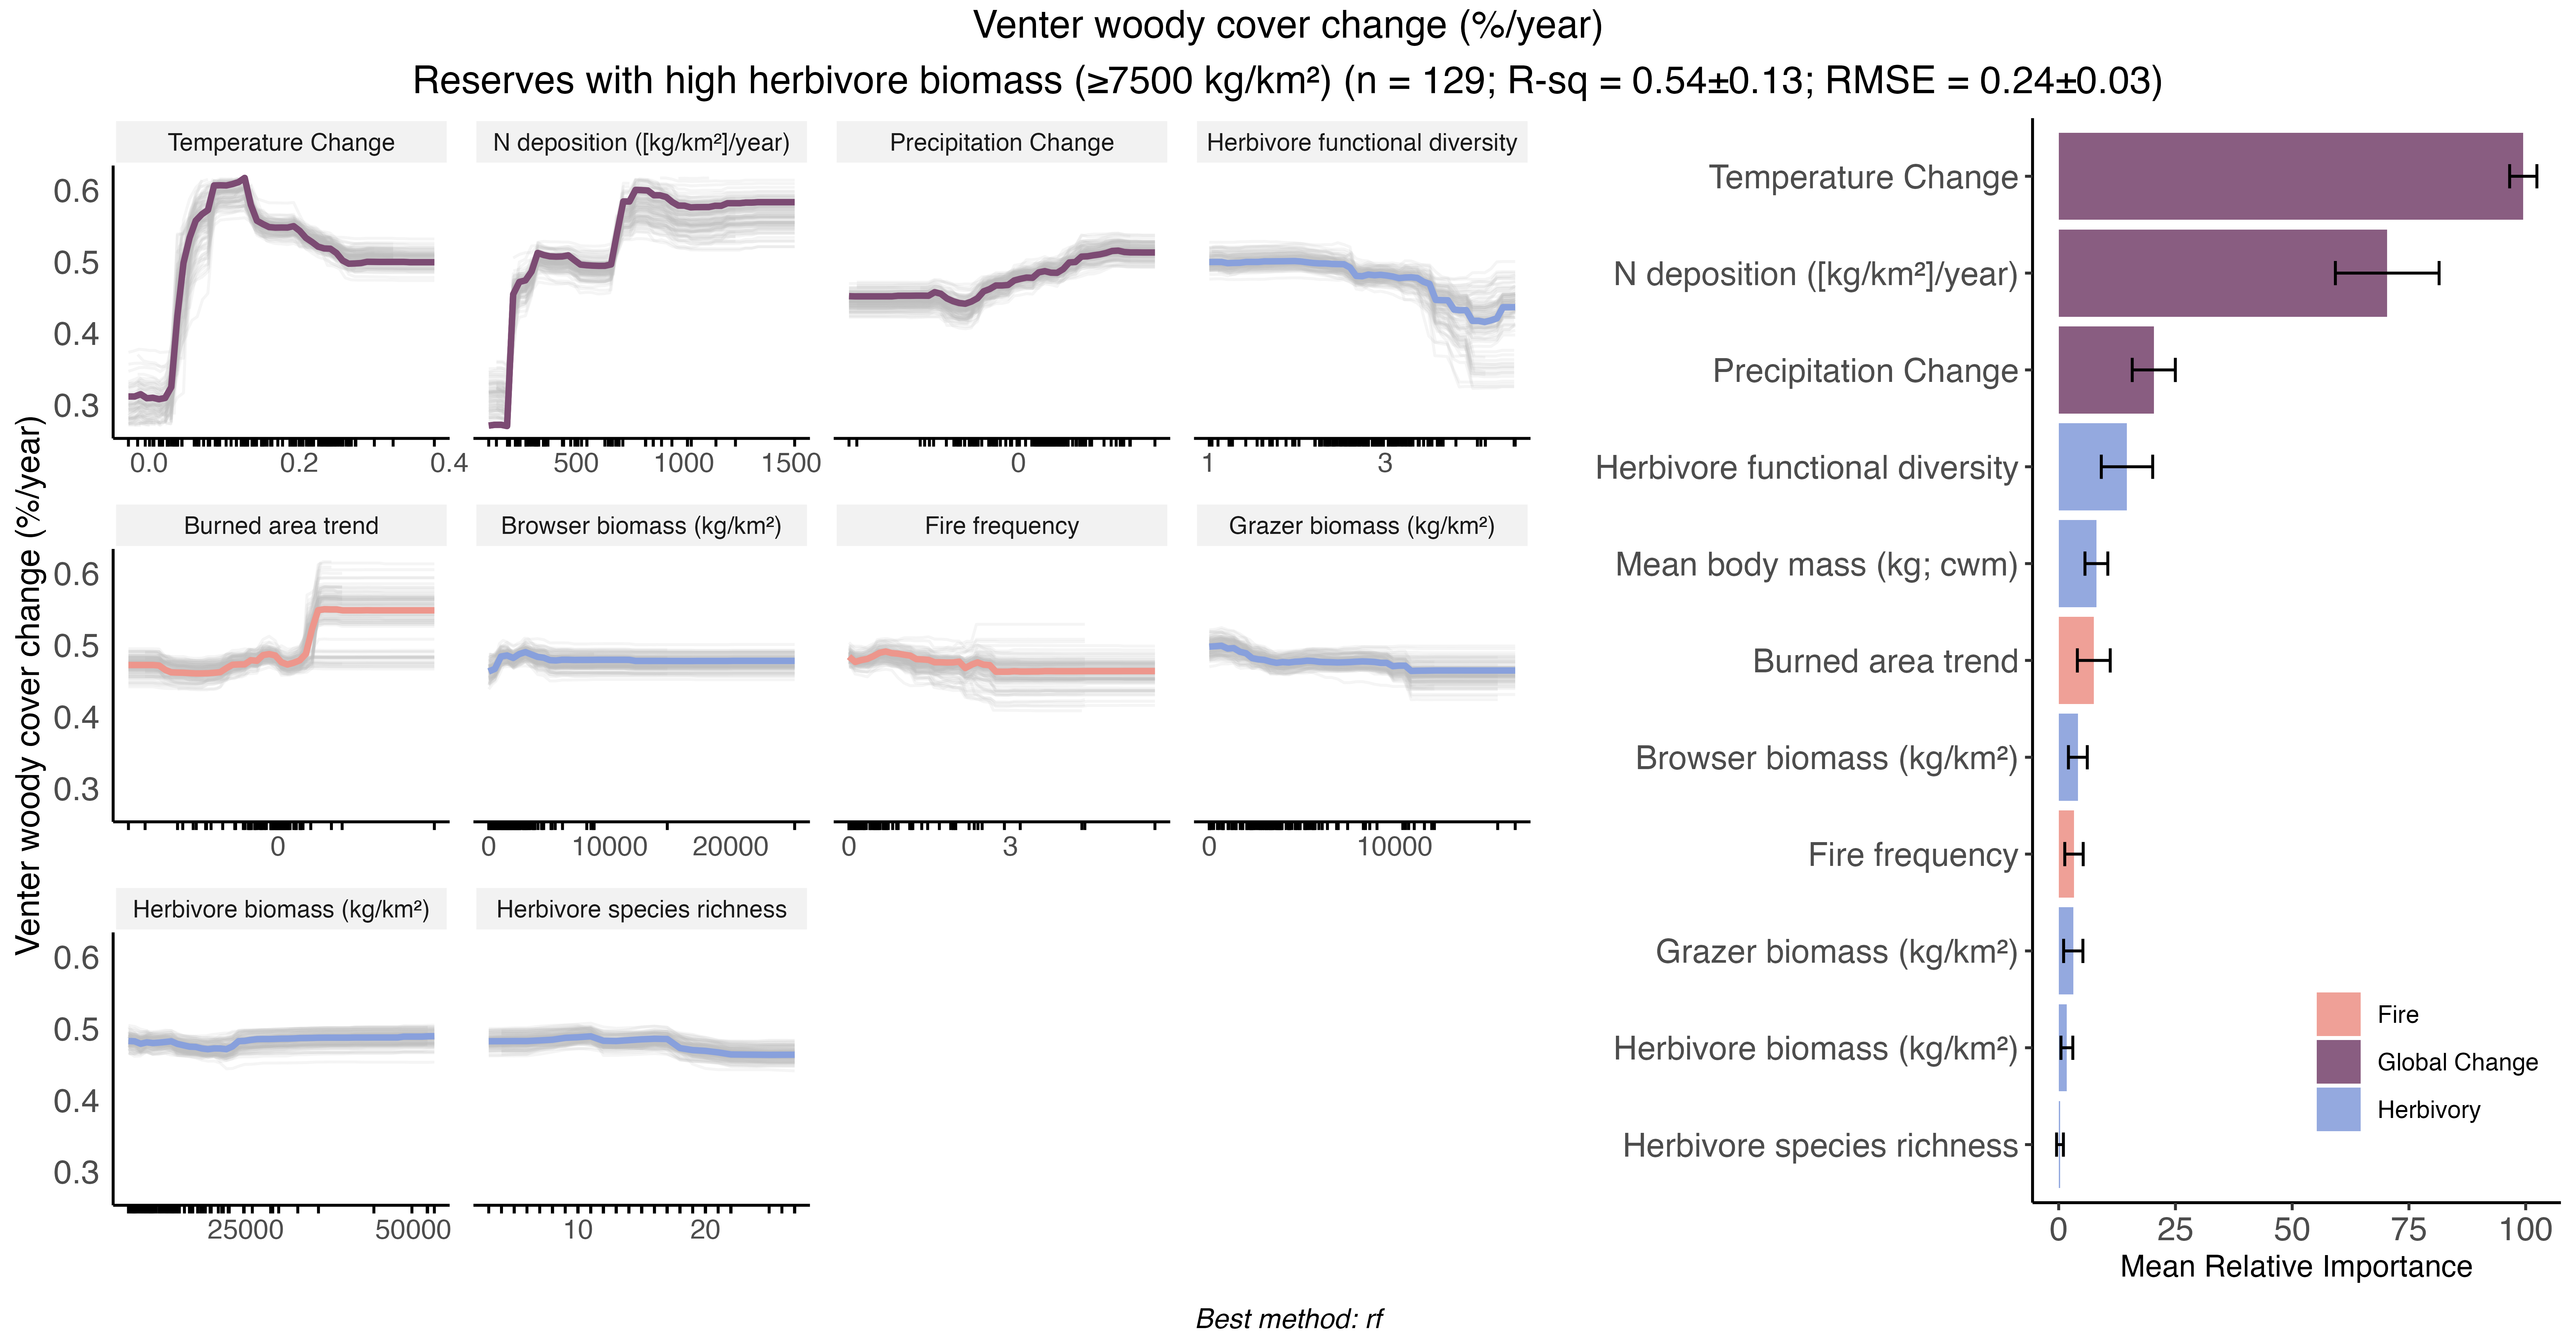 Venter woody cover change (%/year)
Reserves with high herbivore biomass (≥7500 kg/km²) (n = 129; R-sq = 0.54±0.13; RMSE = 0.24±0.03)
Venter woody cover change (%/year)
Temperature Change
N deposition ([kg/km²]/year)
Precipitation Change
Herbivore functional diversity
0.6
0.5
0.4
0.3
0.0 0.2 0.4
500 1000 1500
0
1 3
Burned area trend
Browser biomass (kg/km²)
Fire frequency
Grazer biomass (kg/km²)
0.6
0.5
0.4
0.3
0
0 10000 20000
0 3
0 10000
Herbivore biomass (kg/km²)
Herbivore species richness
0.6
0.5
0.4
0.3
25000 50000
10 20
Temperature Change
N deposition ([kg/km²]/year)
Precipitation Change
Herbivore functional diversity
Mean body mass (kg; cwm)
Burned area trend
Browser biomass (kg/km²)
Fire frequency
Grazer biomass (kg/km²)
Herbivore biomass (kg/km²)
Herbivore species richness
0 25 50 75 100
Mean Relative Importance
Fire
Global Change
Herbivory
Best method: rf